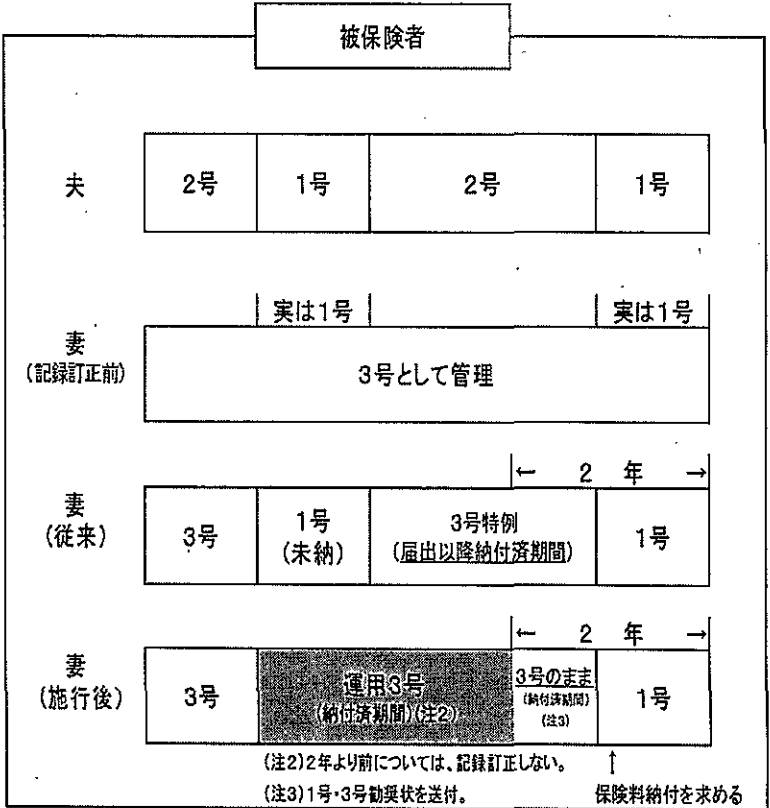 被保険者
夫
2号
1号
2号
1号
実は1号
実は1号
妻
(記録訂正前)
3号として管理
← 2 年 →
妻
(従来)
3号
1号
(未納)
3号特例
(届出以降納付済期間)
1号
← 2 年 →
妻
(施行後)
3号
運用3号
(納付済期間)(注2)
3号のまま
(納付済期間)
(注3)
1号
(注2)2年より前については、記録訂正しない。
↑
(注3)1号・3号勧奨状を送付。
保険料納付を求める